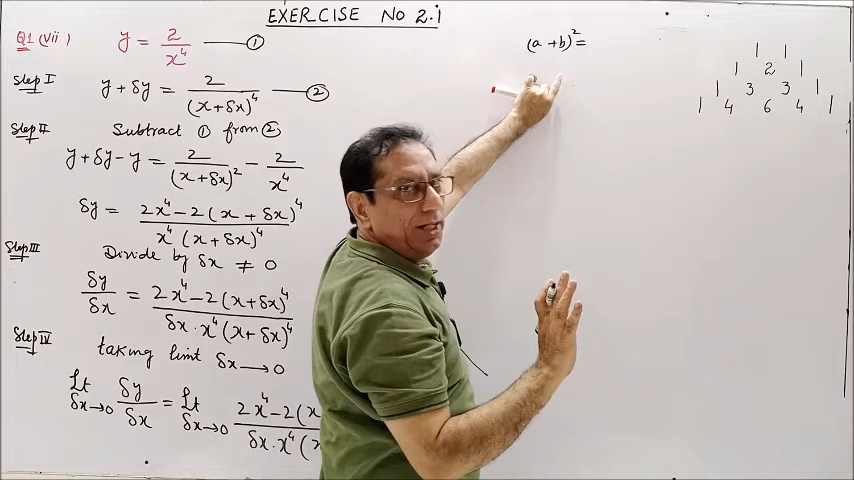 EXERCISE No 2.1
Q1 (vii) y = 2/x⁴ —— ①
Step I y + δy = 2/(x + δx)⁴ —— ②
Step II Subtract ① from ②
y + δy − y = 2/(x + δx)² − 2/x⁴
δy = 2x⁴ − 2(x + δx)⁴/x⁴(x + δx)⁴
Step III Divide by δx ≠ 0
δy/δx = 2x⁴ − 2(x + δx)⁴/δx · x⁴(x + δx)⁴
Step IV taking limt δx → 0
Lt δx→0 δy/δx = Lt δx→0 2x⁴ − 2(x/δx · x⁴(x
(a + b)² =
1 1
1 2 1
1 3 3 1
1 4 6 4 1